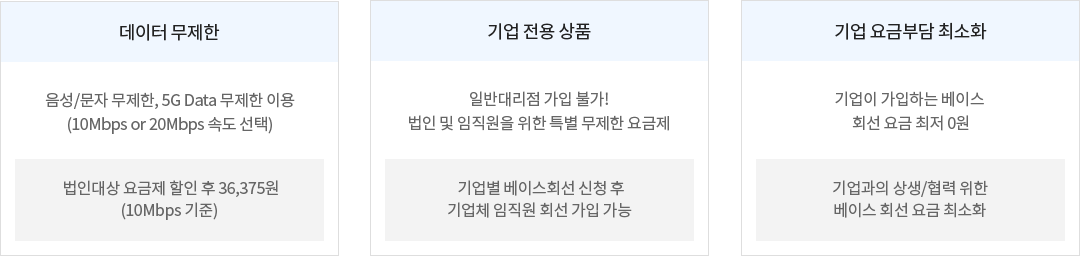 데이터 무제한
음성/문자 무제한, 5G Data 무제한 이용
(10Mbps or 20Mbps 속도 선택)
법인대상 요금제 할인 후 36,375원
(10Mbps 기준)
기업 전용 상품
일반대리점 가입 불가!
법인 및 임직원을 위한 특별 무제한 요금제
기업별 베이스회선 신청 후
기업체 임직원 회선 가입 가능
기업 요금부담 최소화
기업이 가입하는 베이스
회선 요금 최저 0원
기업과의 상생/협력 위한
베이스 회선 요금 최소화